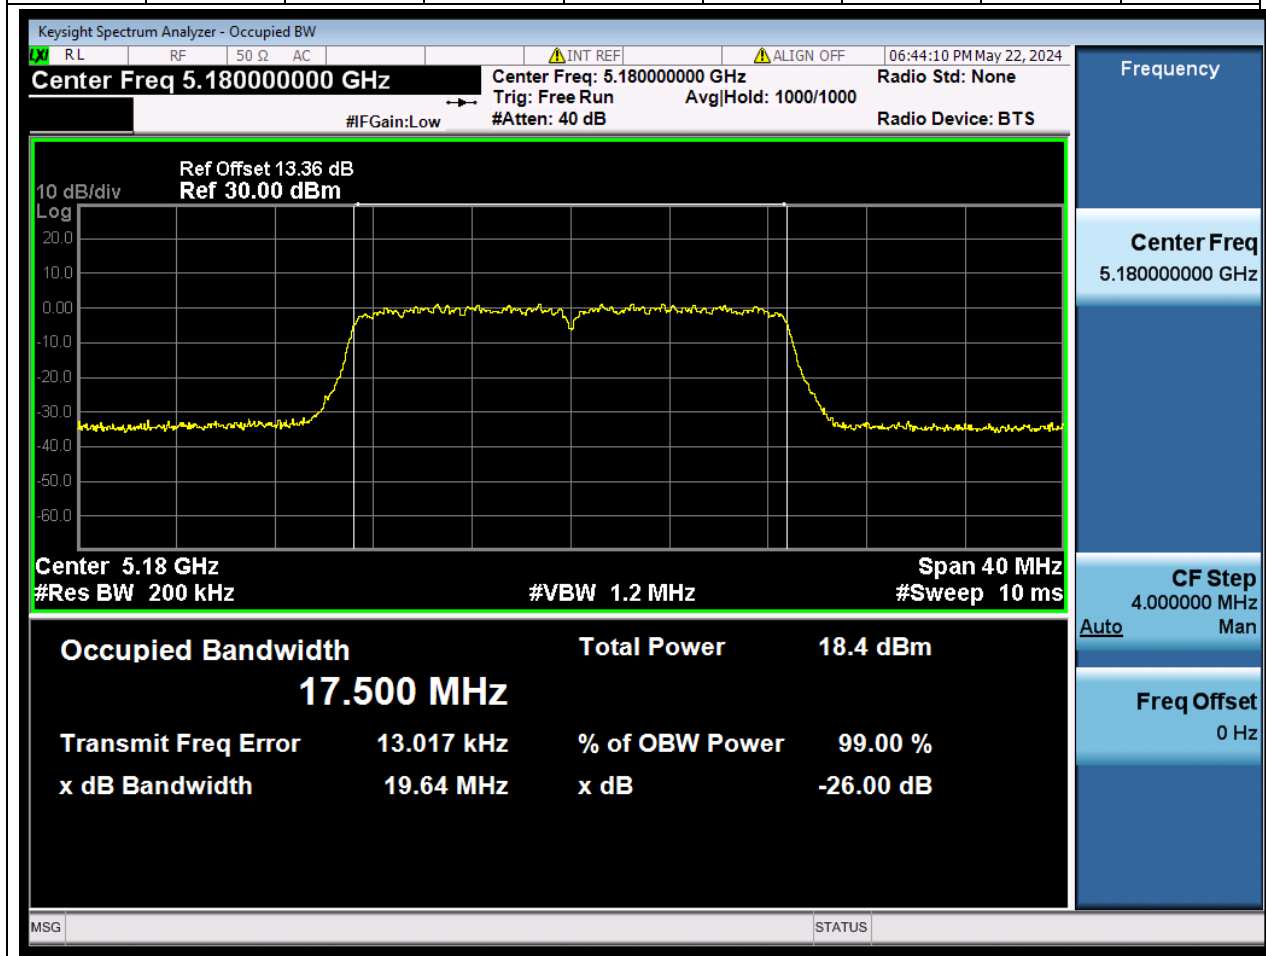 Keysight Spectrum Analyzer - Occupied BW
LXI RL RF 50 Ω AC INT REF ALIGN OFF 06:44:10 PM May 22, 2024
Center Freq 5.180000000 GHz
Center Freq: 5.180000000 GHz
Radio Std: None
Trig: Free Run Avg|Hold: 1000/1000
#IFGain:Low
#Atten: 40 dB
Radio Device: BTS
Ref Offset 13.36 dB
10 dB/div Ref 30.00 dBm
Log
20.0
10.0
0.00
-10.0
-20.0
-30.0
-40.0
-50.0
-60.0
Center 5.18 GHz Span 40 MHz
#Res BW 200 kHz #VBW 1.2 MHz #Sweep 10 ms
Occupied Bandwidth Total Power 18.4 dBm
17.500 MHz
Transmit Freq Error 13.017 kHz % of OBW Power 99.00 %
x dB Bandwidth 19.64 MHz x dB -26.00 dB
MSG STATUS
Frequency
Center Freq
5.180000000 GHz
CF Step
4.000000 MHz
Auto Man
Freq Offset
0 Hz